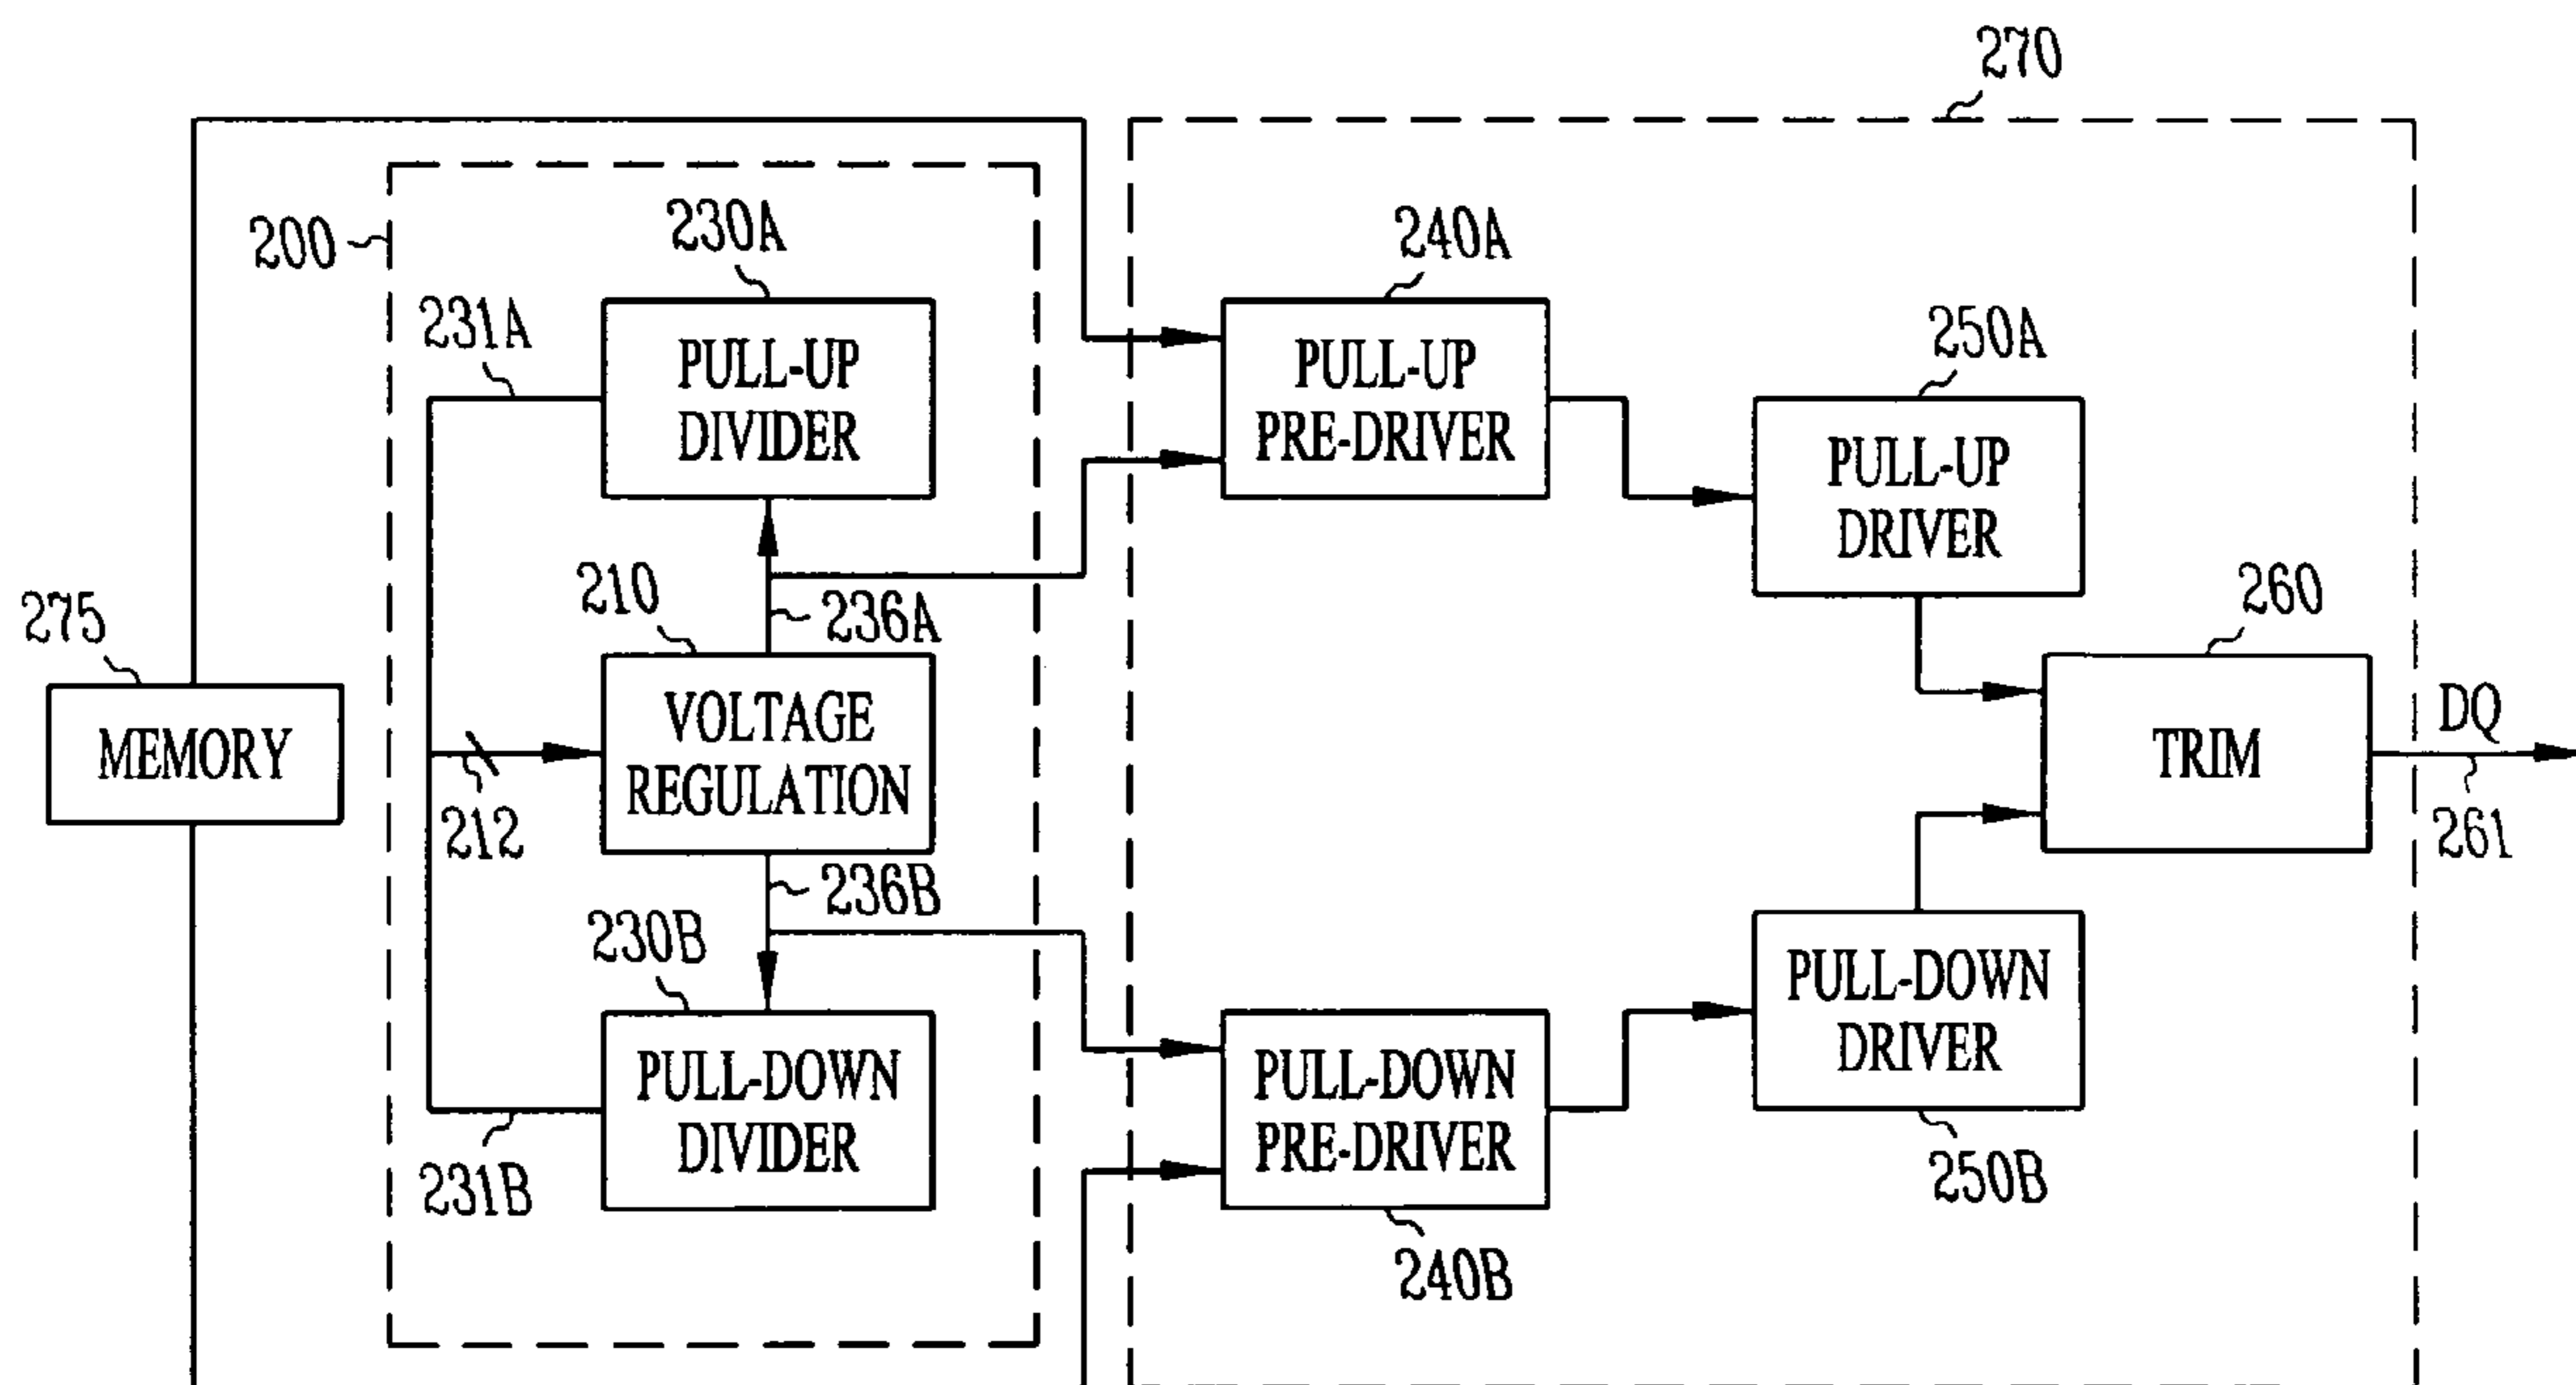 270
200
230A
240A
231A
250A
PULL-UP
DIVIDER
PULL-UP
PRE-DRIVER
PULL-UP
DRIVER
275
210
236A
260
MEMORY
VOLTAGE
REGULATION
TRIM
DQ
212
261
236B
230B
PULL-DOWN
DRIVER
PULL-DOWN
DIVIDER
PULL-DOWN
PRE-DRIVER
231B
250B
240B